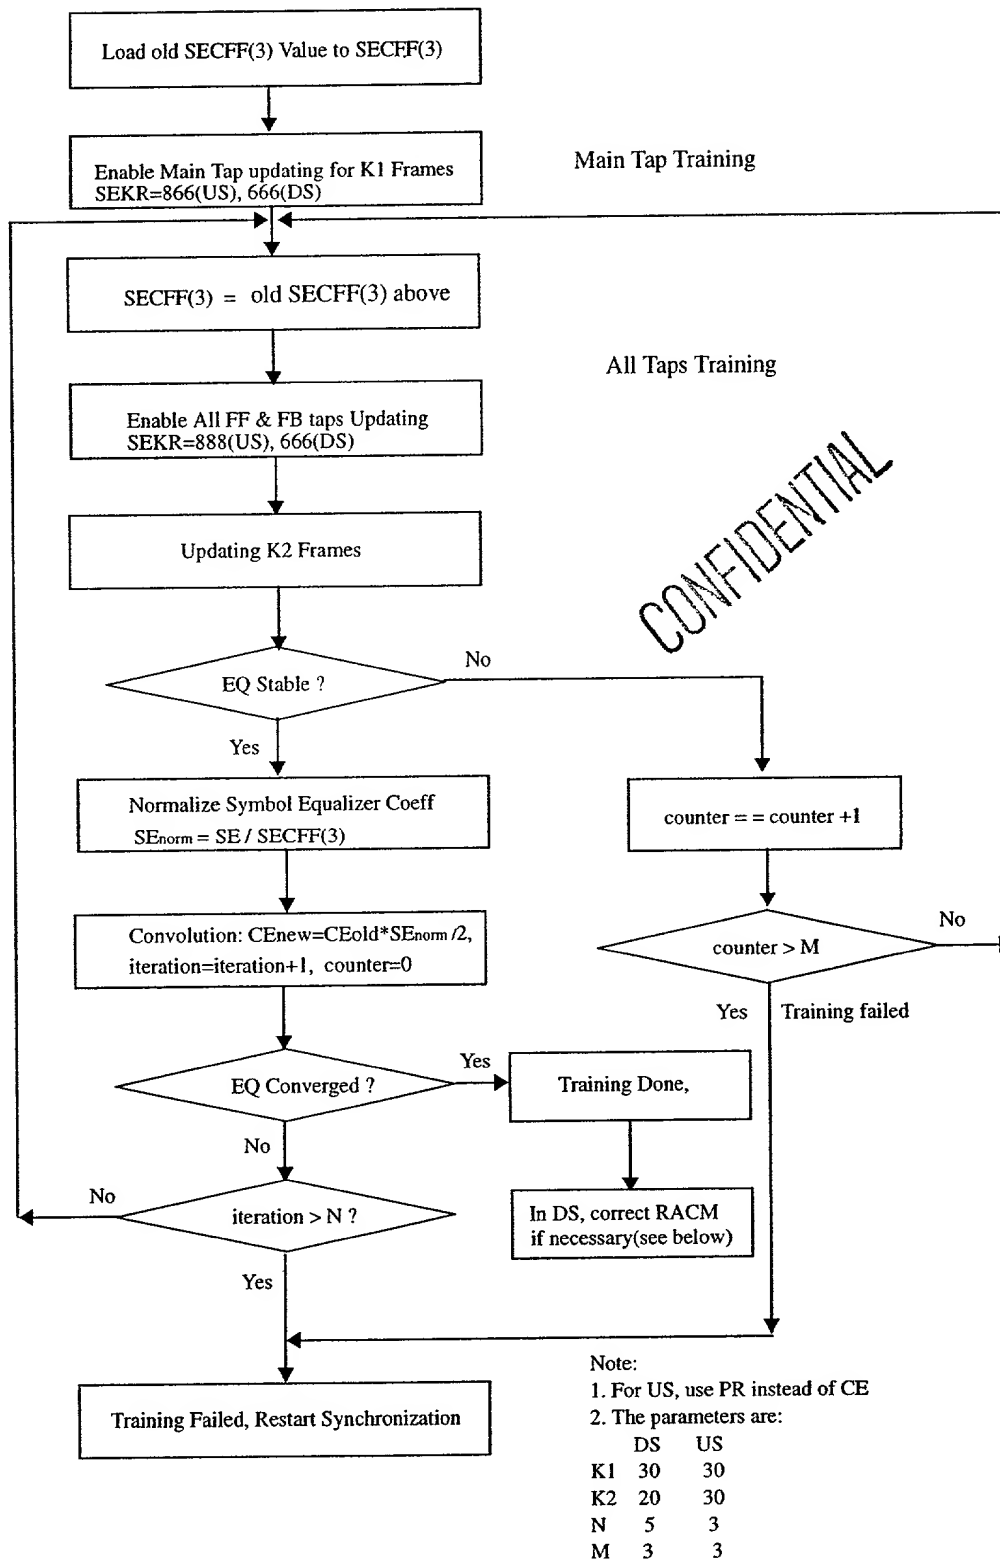 Load old SECFF(3) Value to SECFF(3)
Enable Main Tap updating for K1 Frames
SEKR=866(US), 666(DS)
Main Tap Training
SECFF(3) = old SECFF(3) above
All Taps Training
Enable All FF & FB taps Updating
SEKR=888(US), 666(DS)
CONFIDENTIAL
Updating K2 Frames
EQ Stable ?
No
Yes
Normalize Symbol Equalizer Coeff
SEnorm = SE / SECFF(3)
counter = = counter +1
Convolution: CEnew=CEold*SEnorm /2,
iteration=iteration+1, counter=0
counter > M
No
Yes
Training failed
EQ Converged ?
Yes
Training Done,
No
In DS, correct RACM
if necessary(see below)
iteration > N ?
No
Yes
Training Failed, Restart Synchronization
Note:
1. For US, use PR instead of CE
2. The parameters are:
DS US
K1 30 30
K2 20 30
N 5 3
M 3 3